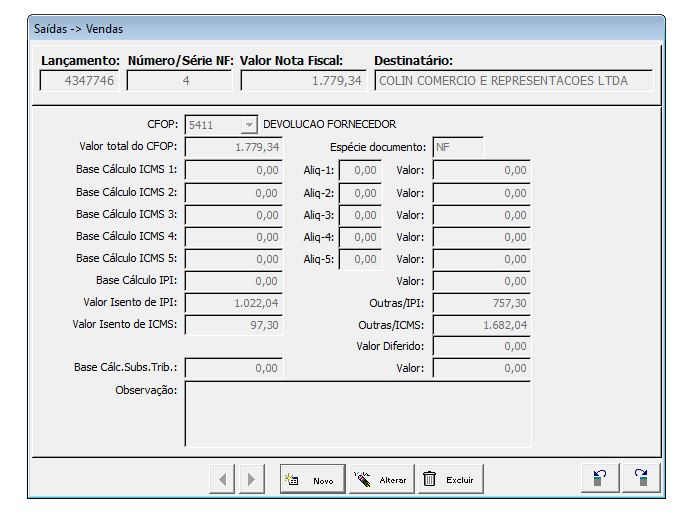 Saídas -> Vendas
Lançamento: Número/Série NF: Valor Nota Fiscal: Destinatário:
4347746 4 1.779,34 COLIN COMERCIO E REPRESENTACOES LTDA
CFOP: 5411 DEVOLUCAO FORNECEDOR
Valor total do CFOP: 1.779,34 Espécie documento: NF
Base Cálculo ICMS 1: 0,00 Aliq-1: 0,00 Valor: 0,00
Base Cálculo ICMS 2: 0,00 Aliq-2: 0,00 Valor: 0,00
Base Cálculo ICMS 3: 0,00 Aliq-3: 0,00 Valor: 0,00
Base Cálculo ICMS 4: 0,00 Aliq-4: 0,00 Valor: 0,00
Base Cálculo ICMS 5: 0,00 Aliq-5: 0,00 Valor: 0,00
Base Cálculo IPI: 0,00 Valor: 0,00
Valor Isento de IPI: 1.022,04 Outras/IPI: 757,30
Valor Isento de ICMS: 97,30 Outras/ICMS: 1.682,04
Valor Diferido: 0,00
Base Cálc.Subs.Trib.: 0,00 Valor: 0,00
Observação:
Novo Alterar Excluir